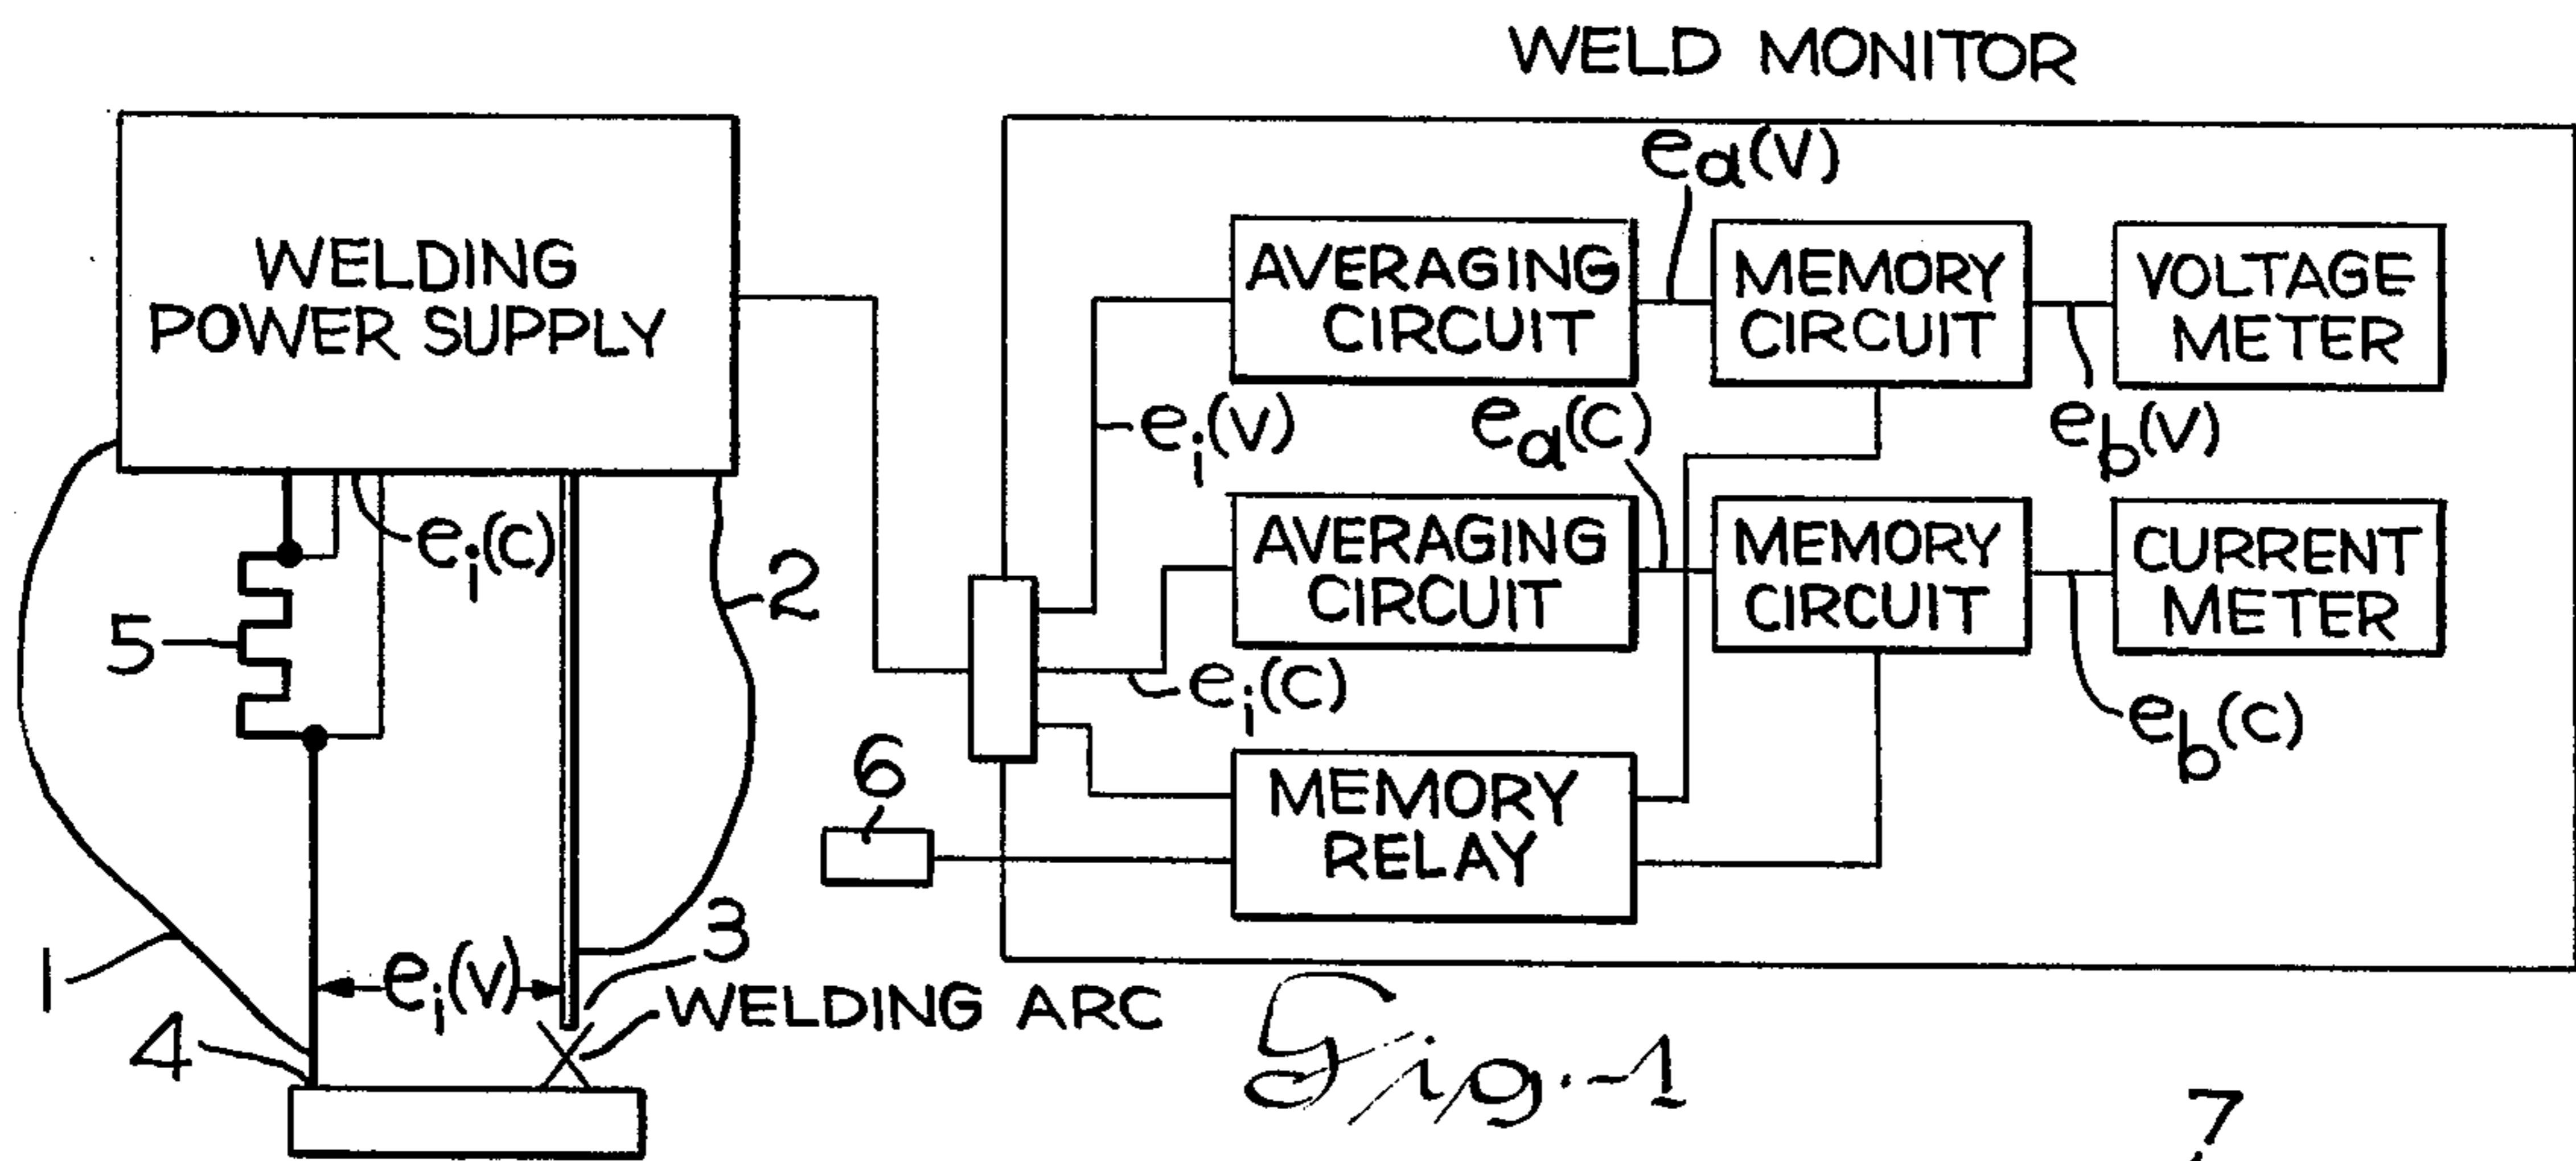 WELD MONITOR
WELDING
POWER SUPPLY
AVERAGING
CIRCUIT
ea(V)
MEMORY
CIRCUIT
VOLTAGE
METER
ei(V)
ea(C)
eb(V)
ei(C)
2
5
AVERAGING
CIRCUIT
MEMORY
CIRCUIT
CURRENT
METER
ei(C)
eb(C)
6
MEMORY
RELAY
1
ei(V)
3
WELDING ARC
4
Fig.-1
7